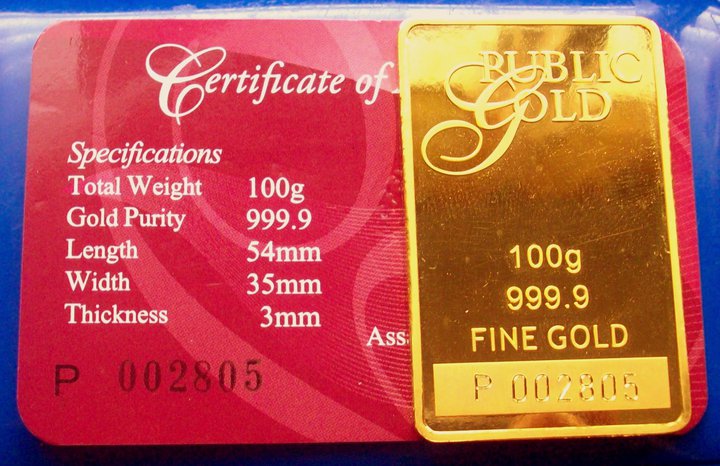 Certificate of
Specifications
Total Weight 100g
Gold Purity 999.9
Length 54mm
Width 35mm
Thickness 3mm
Ass
P 002805
PUBLIC
GOLD
100g
999.9
FINE GOLD
P 002805